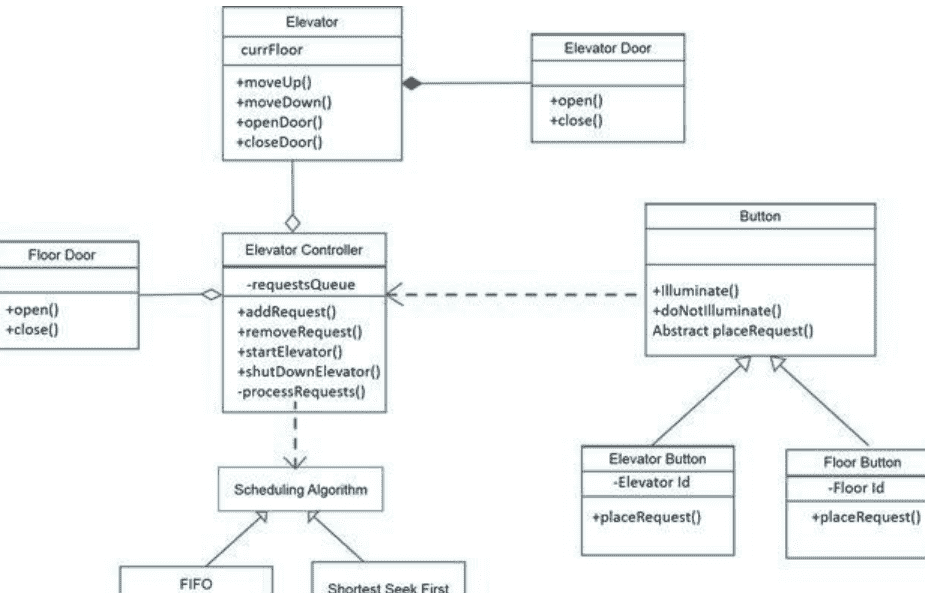 Elevator
currFloor
+moveUp()
+moveDown()
+openDoor()
+closeDoor()
Elevator Door
+open()
+close()
Floor Door
+open()
+close()
Elevator Controller
-requestsQueue
+addRequest()
+removeRequest()
+startElevator()
+shutDownElevator()
-processRequests()
Button
+Illuminate()
+doNotIlluminate()
Abstract placeRequest()
Elevator Button
-Elevator Id
+placeRequest()
Floor Button
-Floor Id
+placeRequest()
Scheduling Algorithm
FIFO
Shortest Seek First